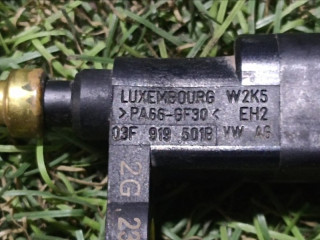 LUXEMBOURG W2K5
>PA66-GF30< EH2
03F 919 501B VW AG
2G